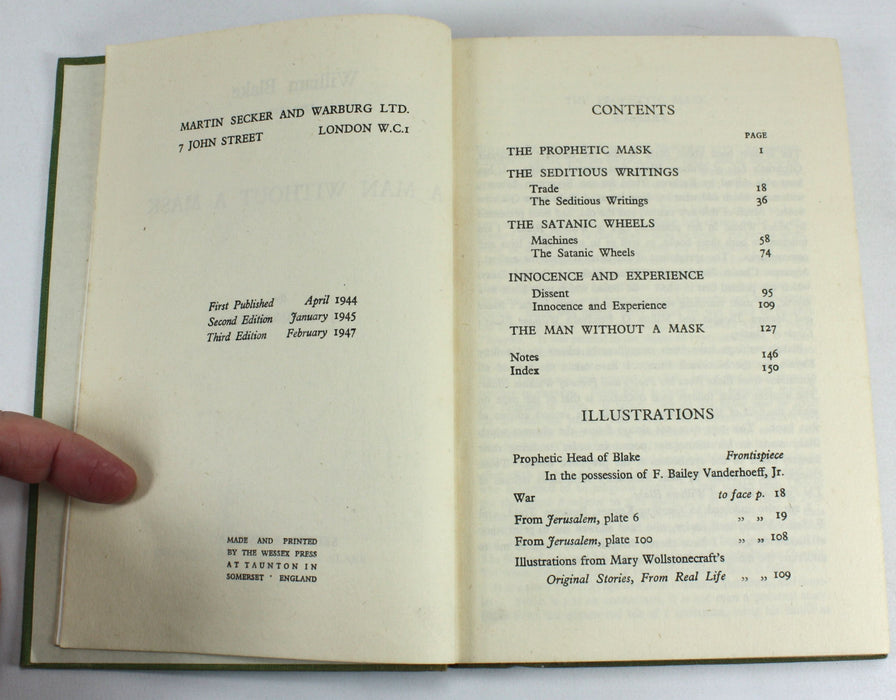 MARTIN SECKER AND WARBURG LTD.
7 JOHN STREET LONDON W.C.1
First Published April 1944
Second Edition January 1945
Third Edition February 1947
MADE AND PRINTED
BY THE WESSEX PRESS
AT TAUNTON IN
SOMERSET · ENGLAND
CONTENTS
PAGE
THE PROPHETIC MASK 1
THE SEDITIOUS WRITINGS
Trade 18
The Seditious Writings 36
THE SATANIC WHEELS
Machines 58
The Satanic Wheels 74
INNOCENCE AND EXPERIENCE
Dissent 95
Innocence and Experience 109
THE MAN WITHOUT A MASK 127
Notes 146
Index 150
ILLUSTRATIONS
Prophetic Head of Blake Frontispiece
In the possession of F. Bailey Vanderhoeff, Jr.
War to face p. 18
From Jerusalem, plate 6 „ „ 19
From Jerusalem, plate 100 „ „ 108
Illustrations from Mary Wollstonecraft's
Original Stories, From Real Life „ „ 109